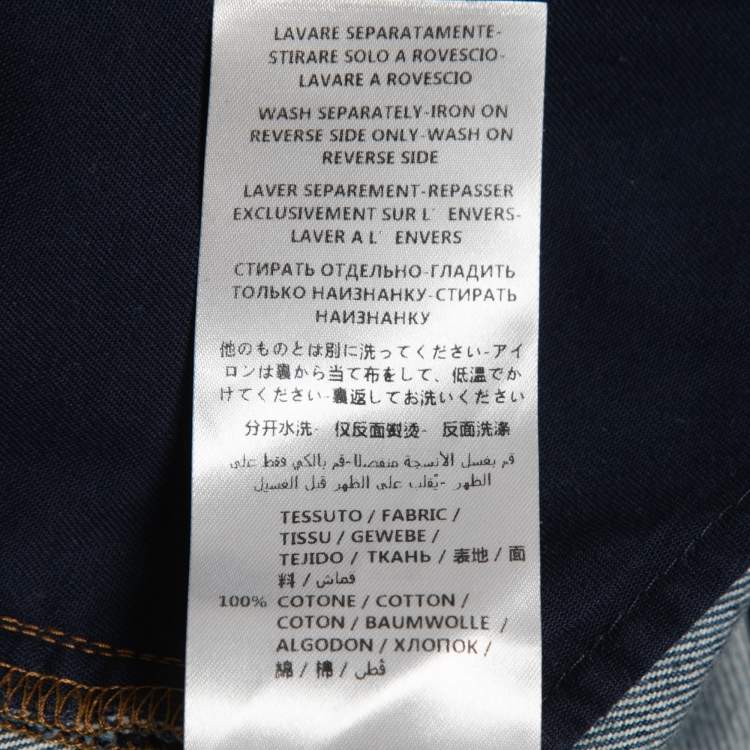 LAVARE SEPARATAMENTE-
STIRARE SOLO A ROVESCIO-
LAVARE A ROVESCIO
WASH SEPARATELY-IRON ON
REVERSE SIDE ONLY-WASH ON
REVERSE SIDE
LAVER SEPAREMENT-REPASSER
EXCLUSIVEMENT SUR L' ENVERS-
LAVER A L' ENVERS
СТИРАТЬ ОТДЕЛЬНО-ГЛАДИТЬ
ТОЛЬКО НАИЗНАНКУ-СТИРАТЬ
НАИЗНАНКУ
他のものとは別に洗ってください-アイ
ロンは裏から当て布をして、低温でか
けてください-裏返してお洗いください
分开水洗- 仅反面熨烫- 反面洗涤
قم بغسل الأنسجة منفصلا-قم بالكي فقط على
الظهر -يُقلب على الظهر قبل الغسيل
TESSUTO / FABRIC /
TISSU / GEWEBE /
TEJIDO / ТКАНЬ / 表地 / 面
料 / قماش /
100% COTONE / COTTON /
COTON / BAUMWOLLE /
ALGODON / ХЛОПОК /
綿 / 棉 / قطن /